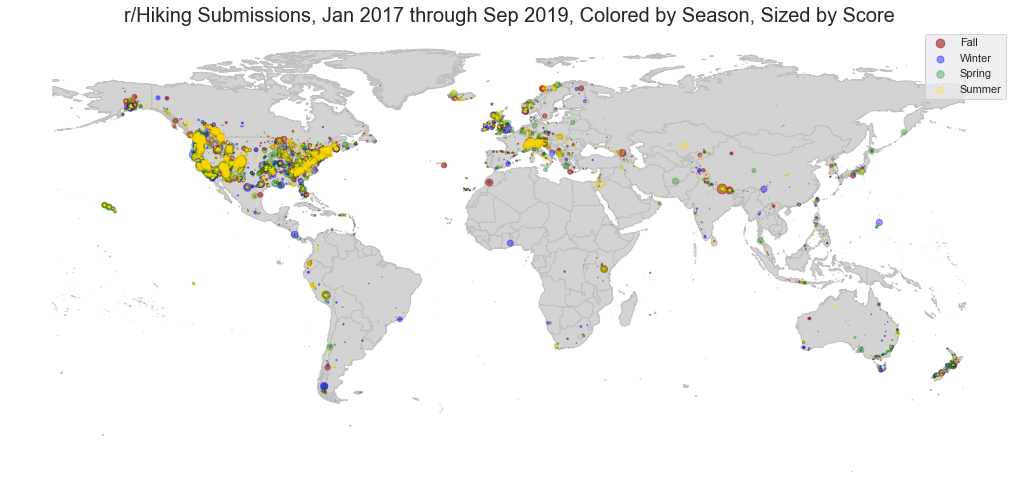 r/Hiking Submissions, Jan 2017 through Sep 2019, Colored by Season, Sized by Score
Fall
Winter
Spring
Summer